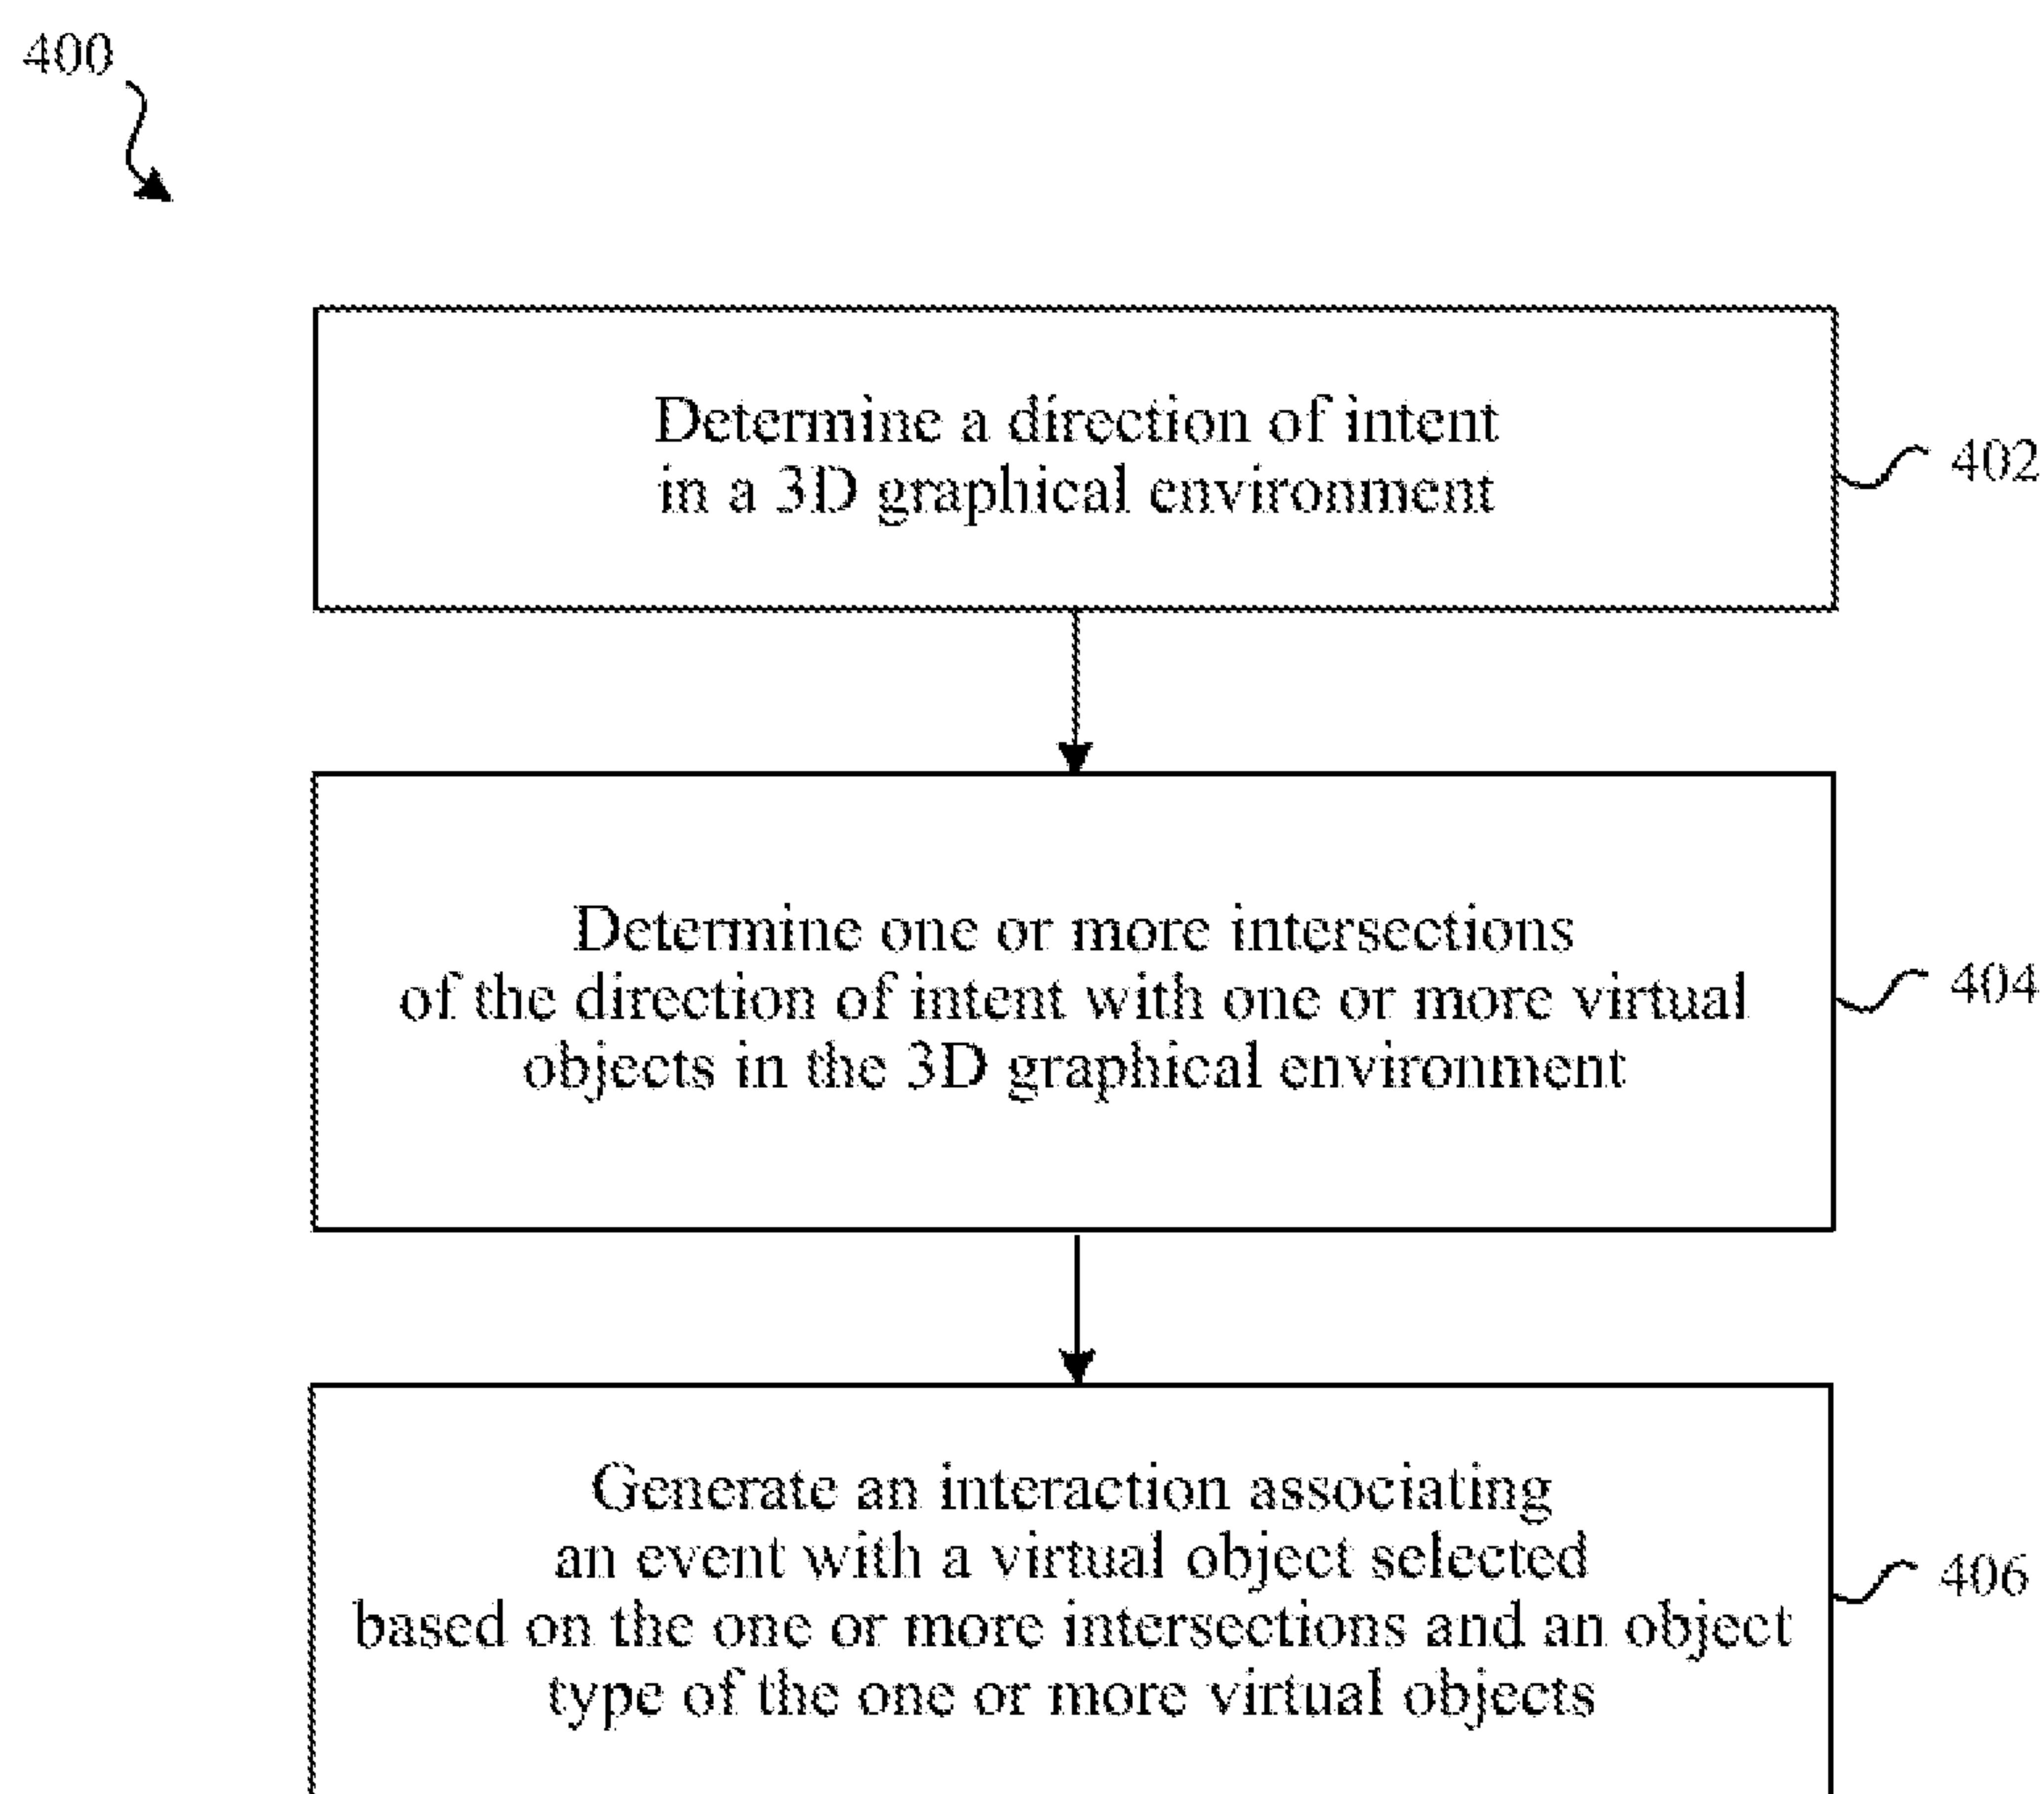 400
Determine a direction of intent
in a 3D graphical environment
402
Determine one or more intersections
of the direction of intent with one or more virtual
objects in the 3D graphical environment
404
Generate an interaction associating
an event with a virtual object selected
based on the one or more intersections and an object
type of the one or more virtual objects
406